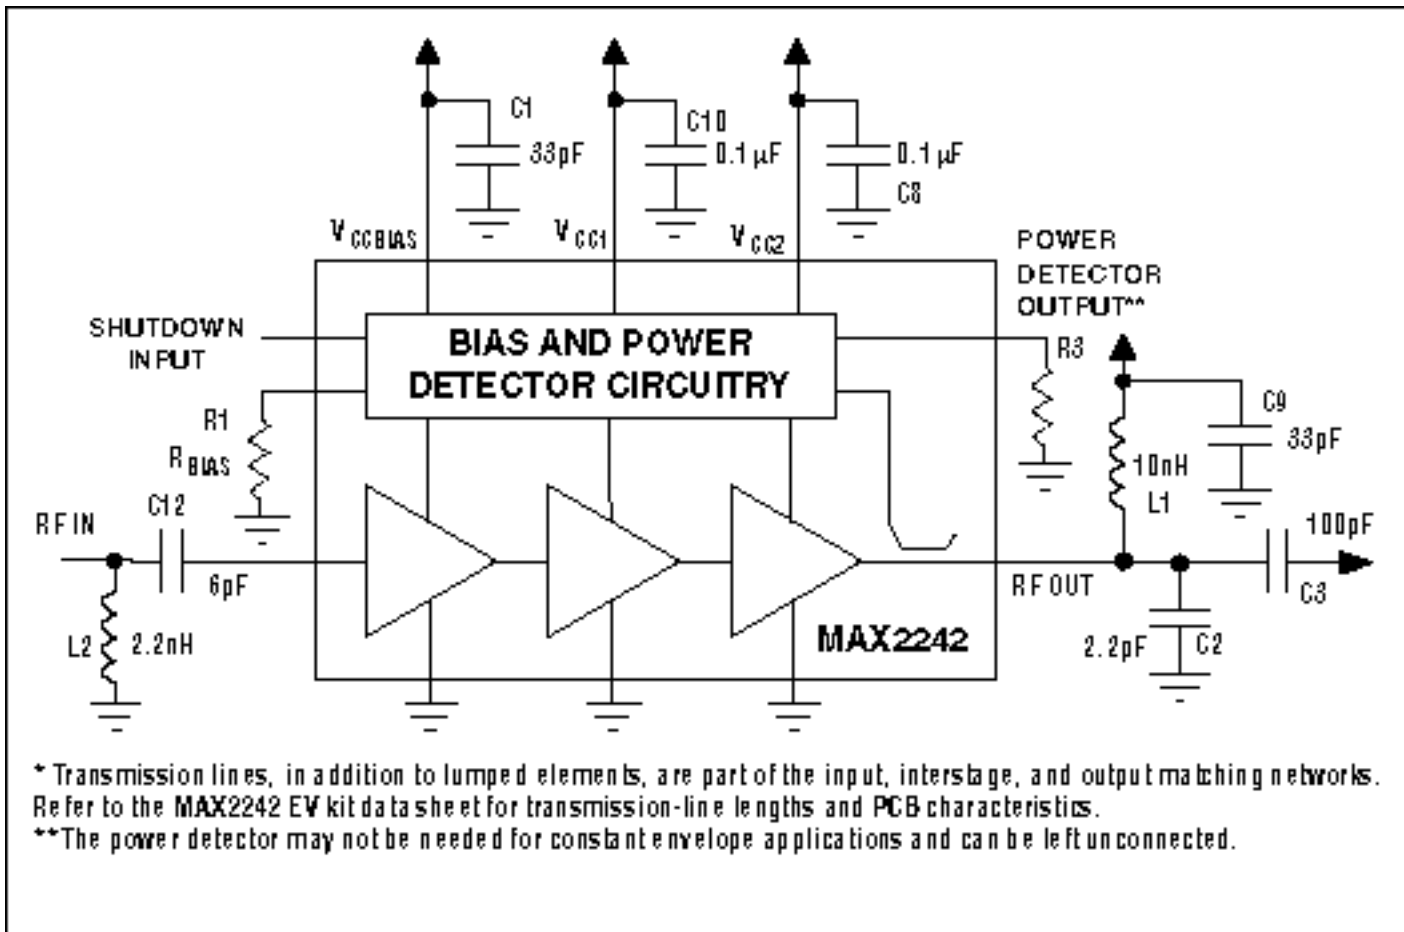 C1
33pF
C10
0.1 µF
0.1 µF
C8
VCCBIAS
VCC1
VCC2
POWER
DETECTOR
OUTPUT**
SHUTDOWN
INPUT
BIAS AND POWER
DETECTOR CIRCUITRY
R3
R1
RBIAS
C9
33pF
10nH
L1
C12
RF IN
6pF
100pF
C3
RF OUT
L2
2.2nH
MAX2242
2.2pF
C2
* Transmission lines, in addition to lumped elements, are part of the input, interstage, and output matching networks.
Refer to the MAX2242 EV kit data sheet for transmission-line lengths and PCB characteristics.
**The power detector may not be needed for constant envelope applications and can be left unconnected.